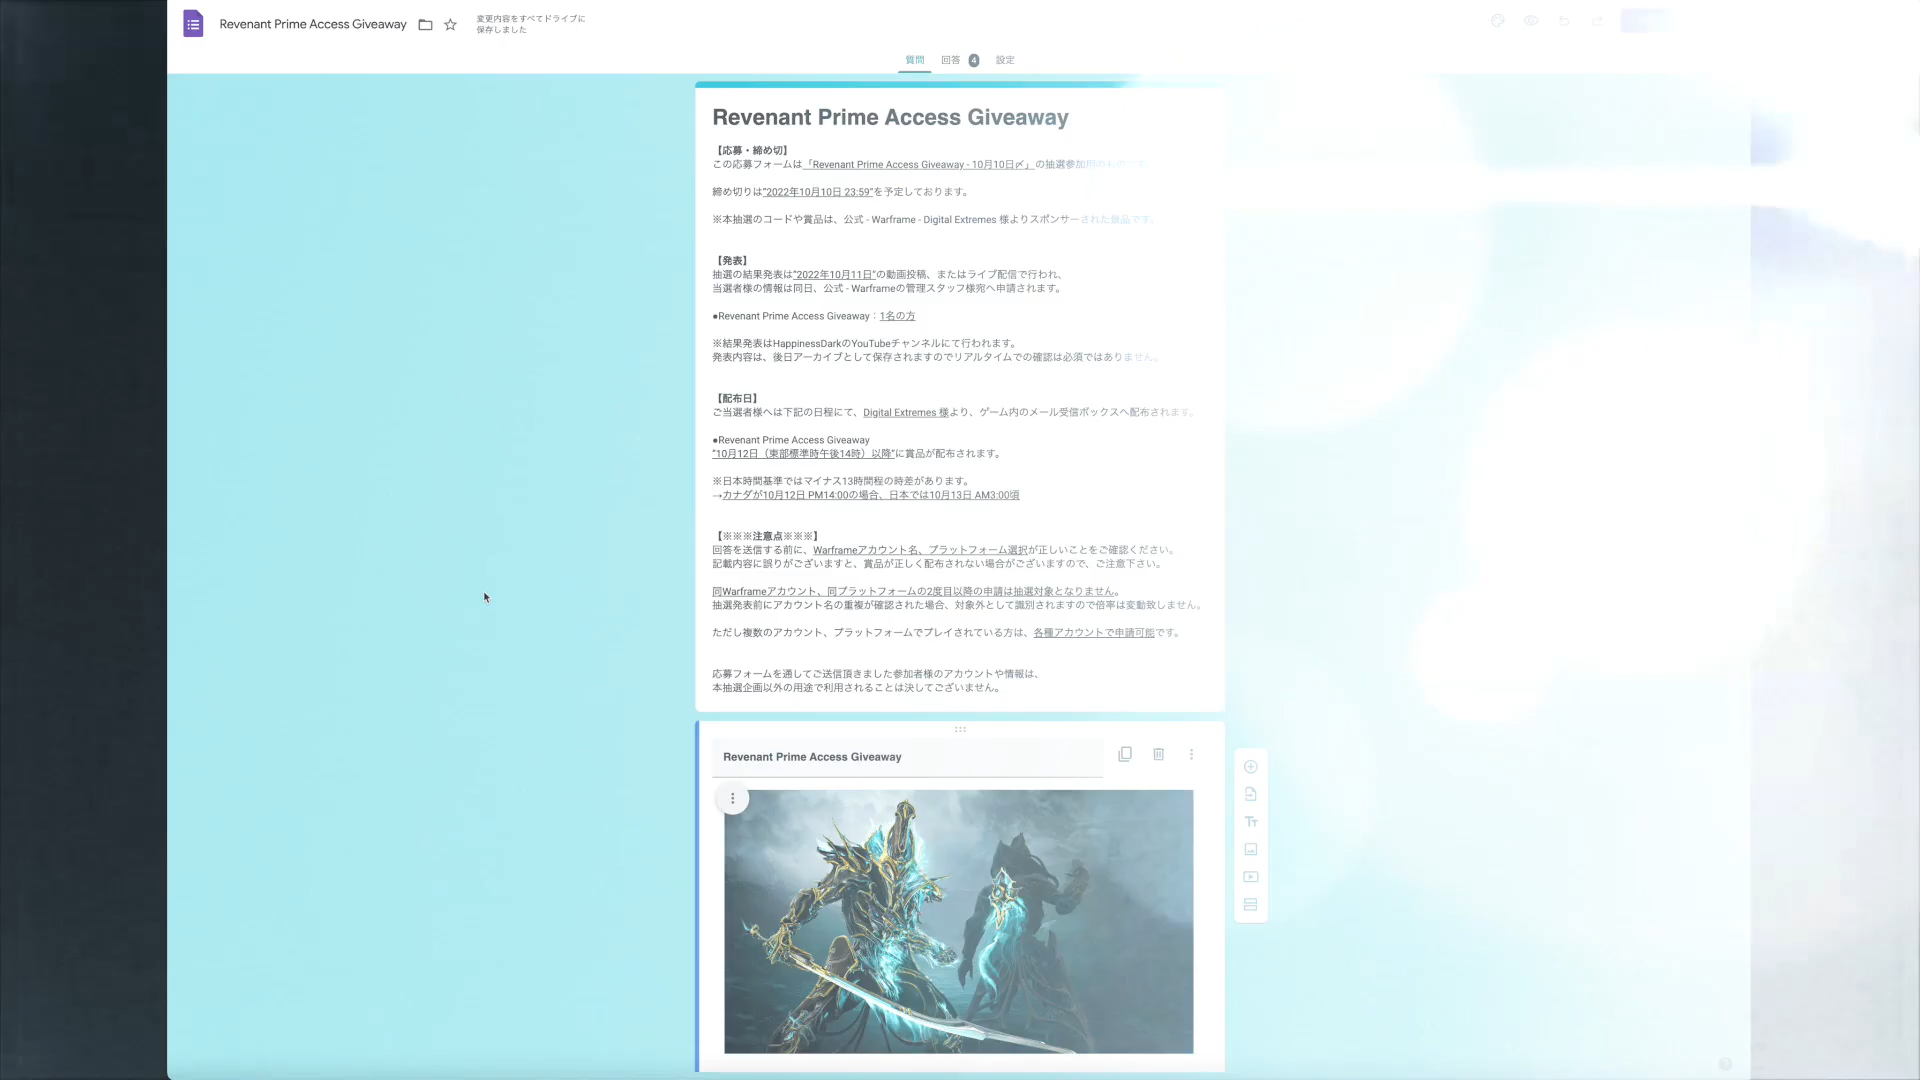 Revenant Prime Access Giveaway
変更内容をすべてドライブに
保存しました
質問 回答 4 設定
Revenant Prime Access Giveaway
【応募・締め切】
この応募フォームは「Revenant Prime Access Giveaway - 10月10日〆」の抽選参加用のものです。
締め切りは"2022年10月10日 23:59"を予定しております。
※本抽選のコードや賞品は、公式 - Warframe - Digital Extremes 様よりスポンサーされた景品です。
【発表】
抽選の結果発表は"2022年10月11日"の動画投稿、またはライブ配信で行われ、
当選者様の情報は同日、公式 - Warframeの管理スタッフ様宛へ申請されます。
●Revenant Prime Access Giveaway：1名の方
※結果発表はHappinessDarkのYouTubeチャンネルにて行われます。
発表内容は、後日アーカイブとして保存されますのでリアルタイムでの確認は必須ではありません。
【配布日】
ご当選者様へは下記の日程にて、Digital Extremes 様より、ゲーム内のメール受信ボックスへ配布されます。
●Revenant Prime Access Giveaway
"10月12日（東部標準時午後14時）以降"に賞品が配布されます。
※日本時間基準ではマイナス13時間程の時差があります。
→カナダが10月12日 PM14:00の場合、日本では10月13日 AM3:00頃
【※※※注意点※※※】
回答を送信する前に、Warframeアカウント名、プラットフォーム選択が正しいことをご確認ください。
記載内容に誤りがございますと、賞品が正しく配布されない場合がございますので、ご注意下さい。
同Warframeアカウント、同プラットフォームの2度目以降の申請は抽選対象となりません。
抽選発表前にアカウント名の重複が確認された場合、対象外として識別されますので倍率は変動致しません。
ただし複数のアカウント、プラットフォームでプレイされている方は、各種アカウントで申請可能です。
応募フォームを通してご送信頂きました参加者様のアカウントや情報は、
本抽選企画以外の用途で利用されることは決してございません。
Revenant Prime Access Giveaway